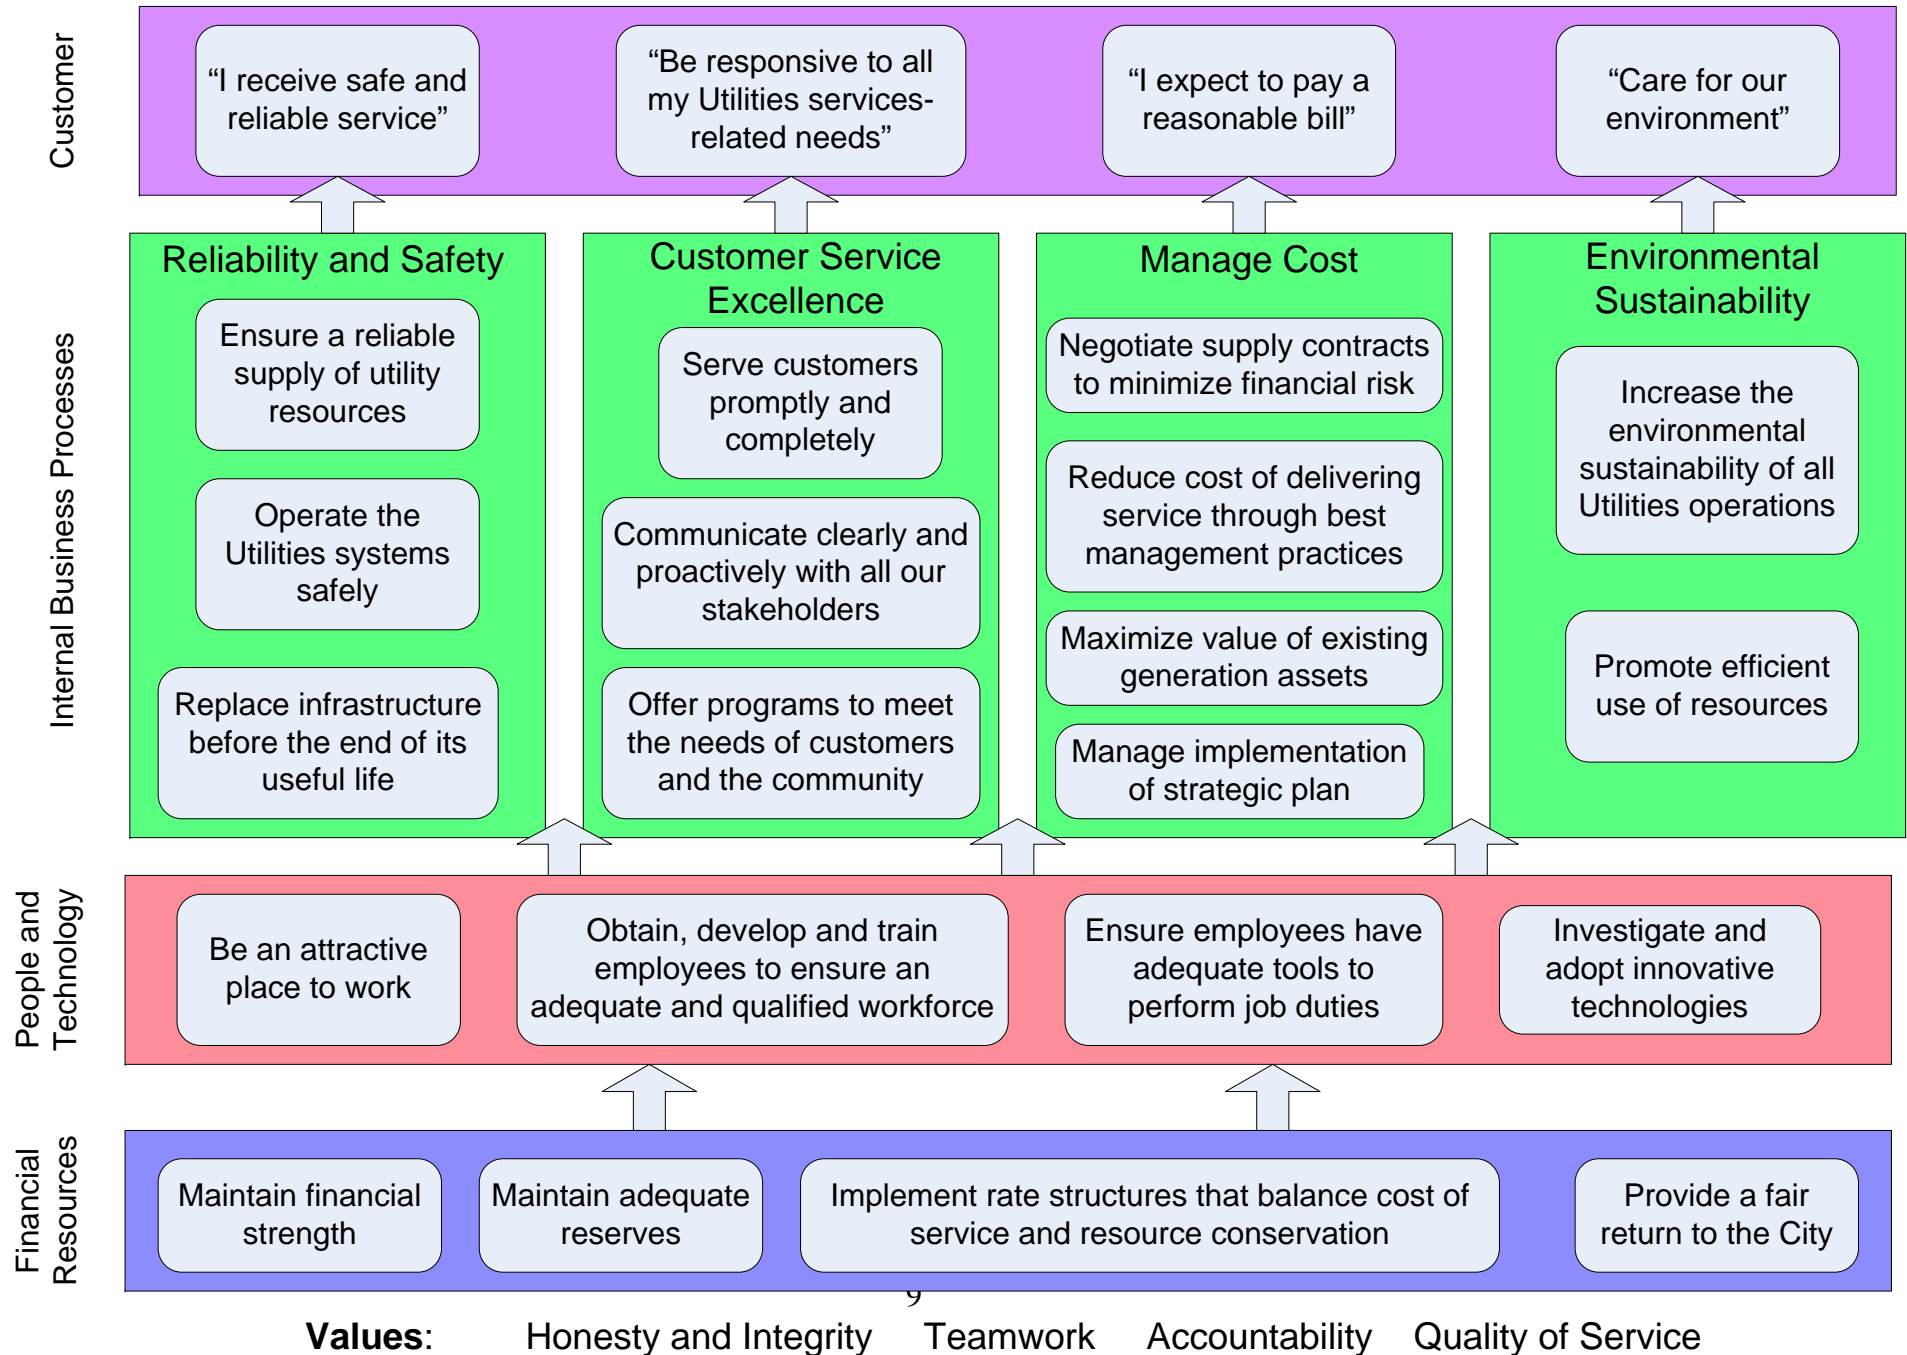 Customer
“I receive safe and
reliable service”
“Be responsive to all
my Utilities services-
related needs”
“I expect to pay a
reasonable bill”
“Care for our
environment”
Internal Business Processes
Reliability and Safety
Ensure a reliable
supply of utility
resources
Operate the
Utilities systems
safely
Replace infrastructure
before the end of its
useful life
Customer Service
Excellence
Serve customers
promptly and
completely
Communicate clearly and
proactively with all our
stakeholders
Offer programs to meet
the needs of customers
and the community
Manage Cost
Negotiate supply contracts
to minimize financial risk
Reduce cost of delivering
service through best
management practices
Maximize value of existing
generation assets
Manage implementation
of strategic plan
Environmental
Sustainability
Increase the
environmental
sustainability of all
Utilities operations
Promote efficient
use of resources
People and
Technology
Be an attractive
place to work
Obtain, develop and train
employees to ensure an
adequate and qualified workforce
Ensure employees have
adequate tools to
perform job duties
Investigate and
adopt innovative
technologies
Financial
Resources
Maintain financial
strength
Maintain adequate
reserves
Implement rate structures that balance cost of
service and resource conservation
Provide a fair
return to the City
9
Values: Honesty and Integrity Teamwork Accountability Quality of Service